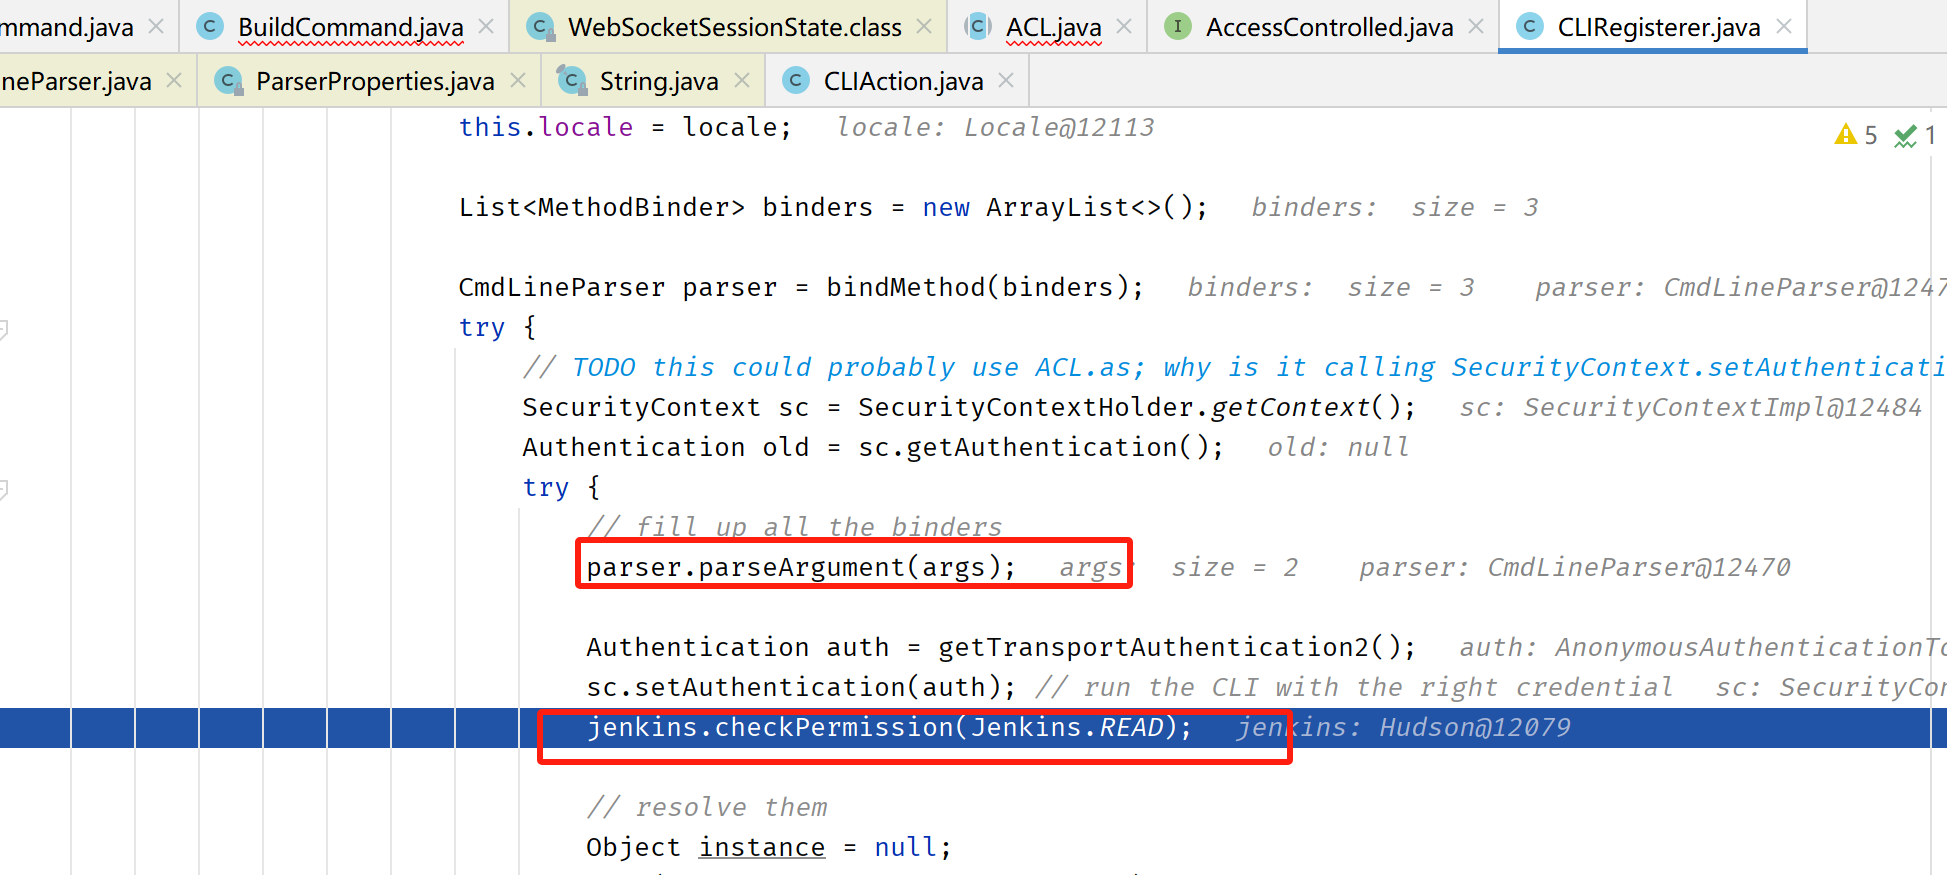 mmand.java BuildCommand.java WebSocketSessionState.class ACL.java AccessControlled.java CLIRegisterer.java
neParser.java ParserProperties.java String.java CLIAction.java
this.locale = locale; locale: Locale@12113
5 1
List<MethodBinder> binders = new ArrayList<>(); binders: size = 3
CmdLineParser parser = bindMethod(binders); binders: size = 3 parser: CmdLineParser@1247
try {
// TODO this could probably use ACL.as; why is it calling SecurityContext.setAuthenticati
SecurityContext sc = SecurityContextHolder.getContext(); sc: SecurityContextImpl@12484
Authentication old = sc.getAuthentication(); old: null
try {
// fill up all the binders
parser.parseArgument(args); args: size = 2 parser: CmdLineParser@12470
Authentication auth = getTransportAuthentication2(); auth: AnonymousAuthenticationTo
sc.setAuthentication(auth); // run the CLI with the right credential sc: SecurityCon
jenkins.checkPermission(Jenkins.READ); jenkins: Hudson@12079
// resolve them
Object instance = null;